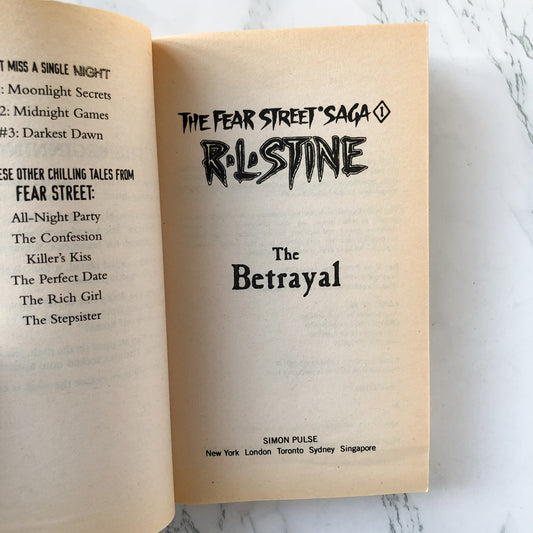 T MISS A SINGLE NIGHT
: Moonlight Secrets
2: Midnight Games
#3: Darkest Dawn
ESE OTHER CHILLING TALES FROM
FEAR STREET:
All-Night Party
The Confession
Killer's Kiss
The Perfect Date
The Rich Girl
The Stepsister
THE FEAR STREET® SAGA 1
R•L•STINE
The
Betrayal
SIMON PULSE
New York London Toronto Sydney Singapore